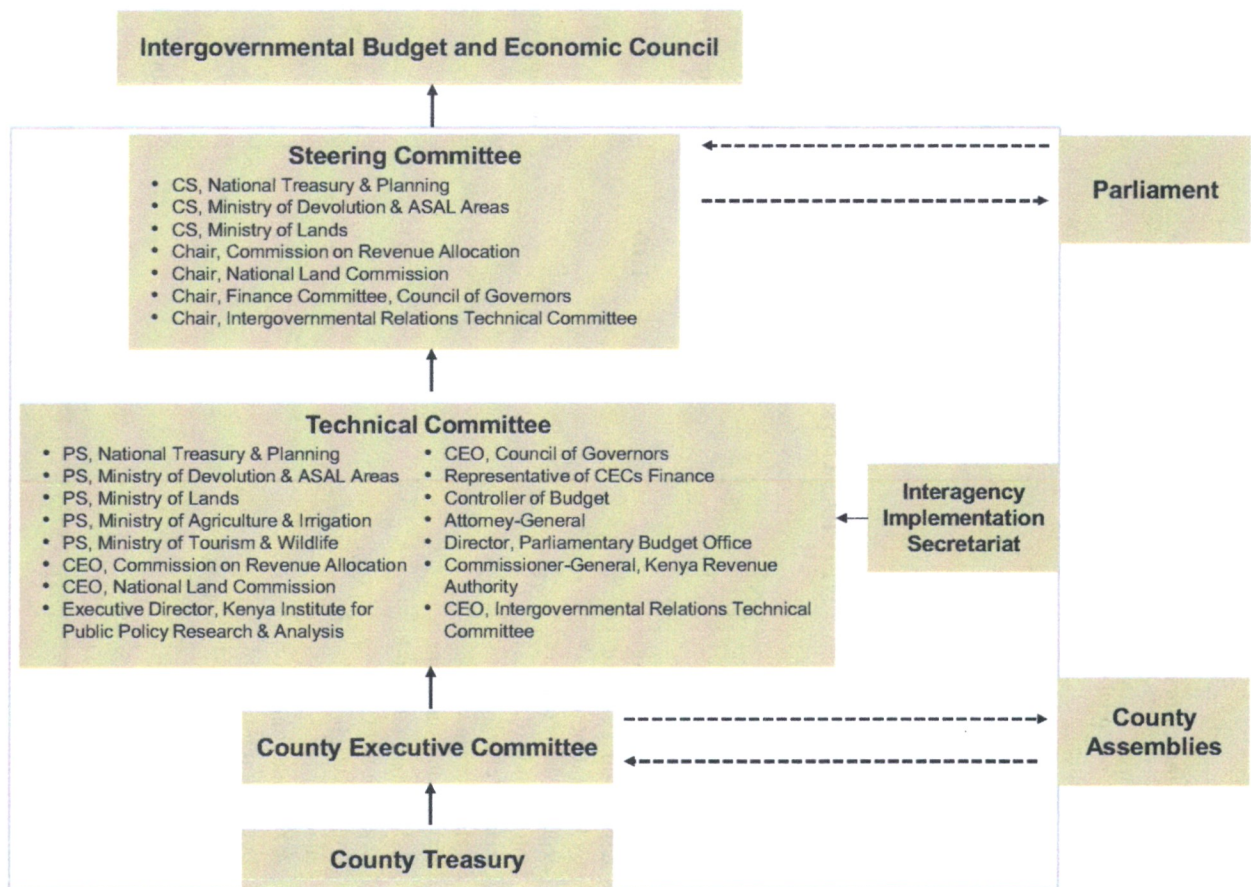 Intergovernmental Budget and Economic Council
Steering Committee
• CS, National Treasury & Planning
• CS, Ministry of Devolution & ASAL Areas
• CS, Ministry of Lands
• Chair, Commission on Revenue Allocation
• Chair, National Land Commission
• Chair, Finance Committee, Council of Governors
• Chair, Intergovernmental Relations Technical Committee
Parliament
Technical Committee
• PS, National Treasury & Planning
• PS, Ministry of Devolution & ASAL Areas
• PS, Ministry of Lands
• PS, Ministry of Agriculture & Irrigation
• PS, Ministry of Tourism & Wildlife
• CEO, Commission on Revenue Allocation
• CEO, National Land Commission
• Executive Director, Kenya Institute for
Public Policy Research & Analysis
• CEO, Council of Governors
• Representative of CECs Finance
• Controller of Budget
• Attorney-General
• Director, Parliamentary Budget Office
• Commissioner-General, Kenya Revenue
Authority
• CEO, Intergovernmental Relations Technical
Committee
Interagency
Implementation
Secretariat
County Executive Committee
County
Assemblies
County Treasury